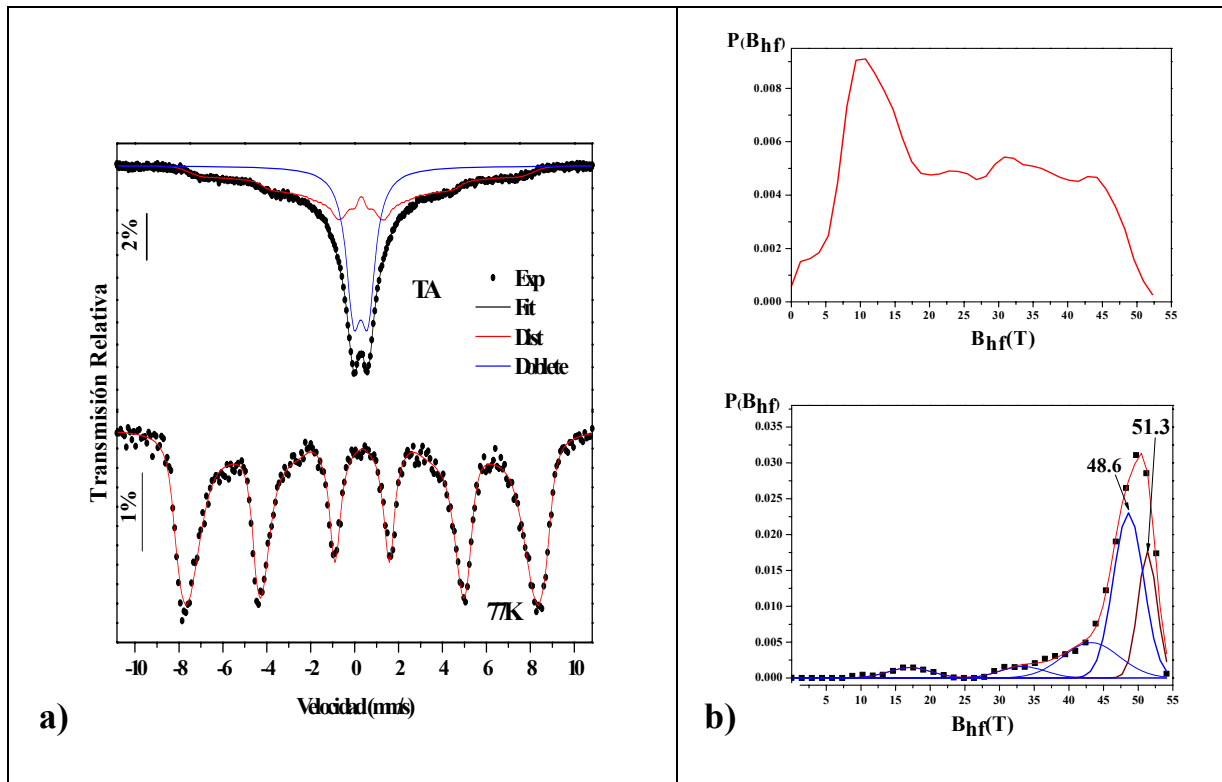 2%
TA
Exp
Fit
Dist
Doblete
Transmisión Relativa
1%
77K
-10 -8 -6 -4 -2 0 2 4 6 8 10
Velocidad (mm/s)
a)
P(Bhf)
0.008
0.006
0.004
0.002
0.000
0 5 10 15 20 25 30 35 40 45 50 55
Bhf(T)
P(Bhf)
0.035
0.030
0.025
0.020
0.015
0.010
0.005
0.000
51.3
48.6
5 10 15 20 25 30 35 40 45 50 55
Bhf(T)
b)